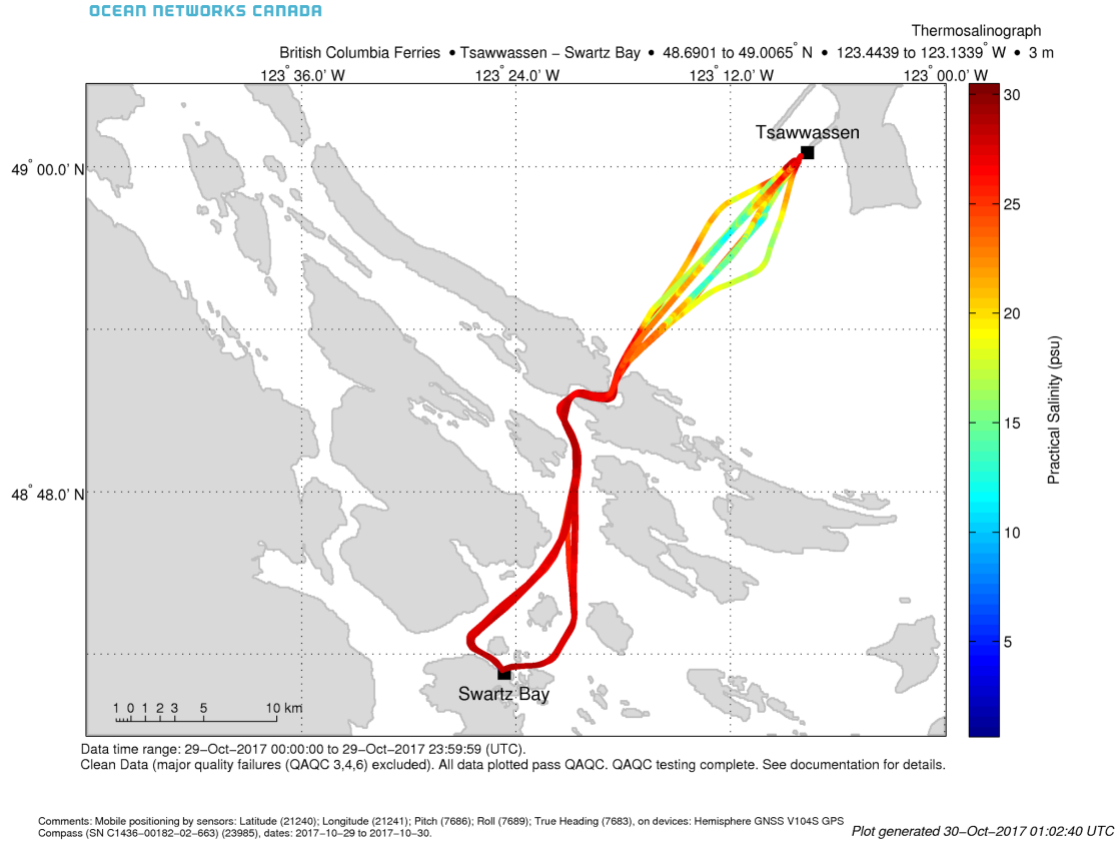 OCEAN NETWORKS CANADA
Thermosalinograph
British Columbia Ferries • Tsawwassen – Swartz Bay • 48.6901 to 49.0065° N • 123.4439 to 123.1339° W • 3 m
123° 36.0' W 123° 24.0' W 123° 12.0' W 123° 00.0' W
30
Tsawwassen
49° 00.0' N
25
20
Practical Salinity (psu)
15
48° 48.0' N
10
5
Swartz Bay
1 0 1 2 3 5 10 km
Data time range: 29–Oct–2017 00:00:00 to 29–Oct–2017 23:59:59 (UTC).
Clean Data (major quality failures (QAQC 3,4,6) excluded). All data plotted pass QAQC. QAQC testing complete. See documentation for details.
Comments: Mobile positioning by sensors: Latitude (21240); Longitude (21241); Pitch (7686); Roll (7689); True Heading (7683), on devices: Hemisphere GNSS V104S GPS
Compass (SN C1436–00182–02–663) (23985), dates: 2017–10–29 to 2017–10–30.
Plot generated 30–Oct–2017 01:02:40 UTC